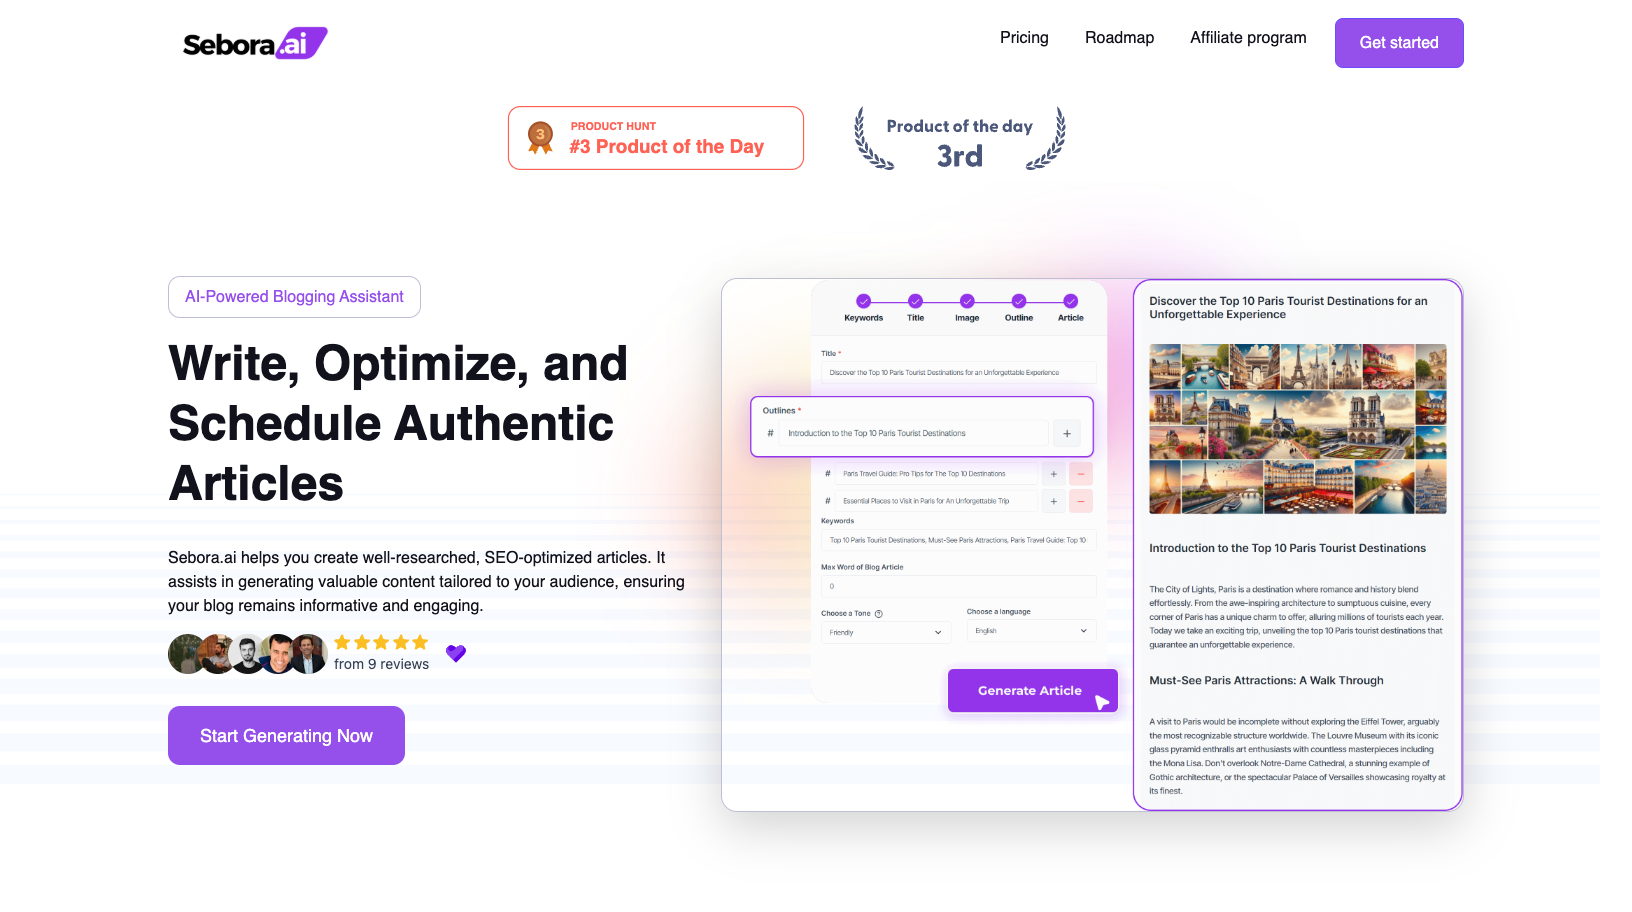 Sebora.ai
Pricing
Roadmap
Affiliate program
Get started
3
PRODUCT HUNT
#3 Product of the Day
Product of the day
3rd
AI-Powered Blogging Assistant
Write, Optimize, and
Schedule Authentic
Articles
Sebora.ai helps you create well-researched, SEO-optimized articles. It
assists in generating valuable content tailored to your audience, ensuring
your blog remains informative and engaging.
from 9 reviews
Start Generating Now
Keywords
Title
Image
Outline
Article
Title *
Discover the Top 10 Paris Tourist Destinations for an Unforgettable Experience
Outlines *
# Introduction to the Top 10 Paris Tourist Destinations +
# Paris Travel Guide: Pro Tips for The Top 10 Destinations + −
# Essential Places to Visit in Paris for An Unforgettable Trip + −
Keywords
Top 10 Paris Tourist Destinations, Must-See Paris Attractions, Paris Travel Guide: Top 10
Max Word of Blog Article
0
Choose a Tone ?
Friendly
Choose a language
English
Generate Article
Discover the Top 10 Paris Tourist Destinations for an
Unforgettable Experience
Introduction to the Top 10 Paris Tourist Destinations
The City of Lights, Paris is a destination where romance and history blend
effortlessly. From the awe-inspiring architecture to sumptuous cuisine, every
corner of Paris has a unique charm to offer, alluring millions of tourists each year.
Today we take an exciting trip, unveiling the top 10 Paris tourist destinations that
guarantee an unforgettable experience.
Must-See Paris Attractions: A Walk Through
A visit to Paris would be incomplete without exploring the Eiffel Tower, arguably
the most recognizable structure worldwide. The Louvre Museum with its iconic
glass pyramid enthralls art enthusiasts with countless masterpieces including
the Mona Lisa. Don't overlook Notre-Dame Cathedral, a stunning example of
Gothic architecture, or the spectacular Palace of Versailles showcasing royalty at
its finest.